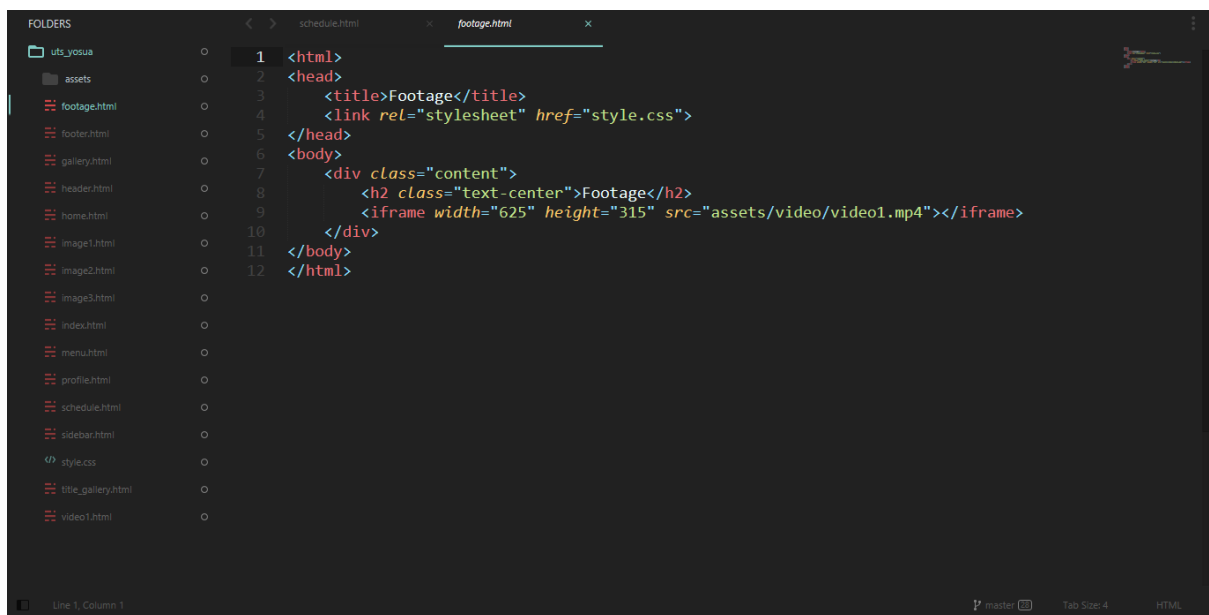 FOLDERS
uts_yosua
assets
footage.html
footer.html
gallery.html
header.html
home.html
image1.html
image2.html
image3.html
index.html
menu.html
profile.html
schedule.html
sidebar.html
style.css
title_gallery.html
video1.html
schedule.html × footage.html ×
1 <html>
2 <head>
3     <title>Footage</title>
4     <link rel="stylesheet" href="style.css">
5 </head>
6 <body>
7     <div class="content">
8         <h2 class="text-center">Footage</h2>
9         <iframe width="625" height="315" src="assets/video/video1.mp4"></iframe>
10     </div>
11 </body>
12 </html>
Line 1, Column 1
master 28 Tab Size: 4 HTML